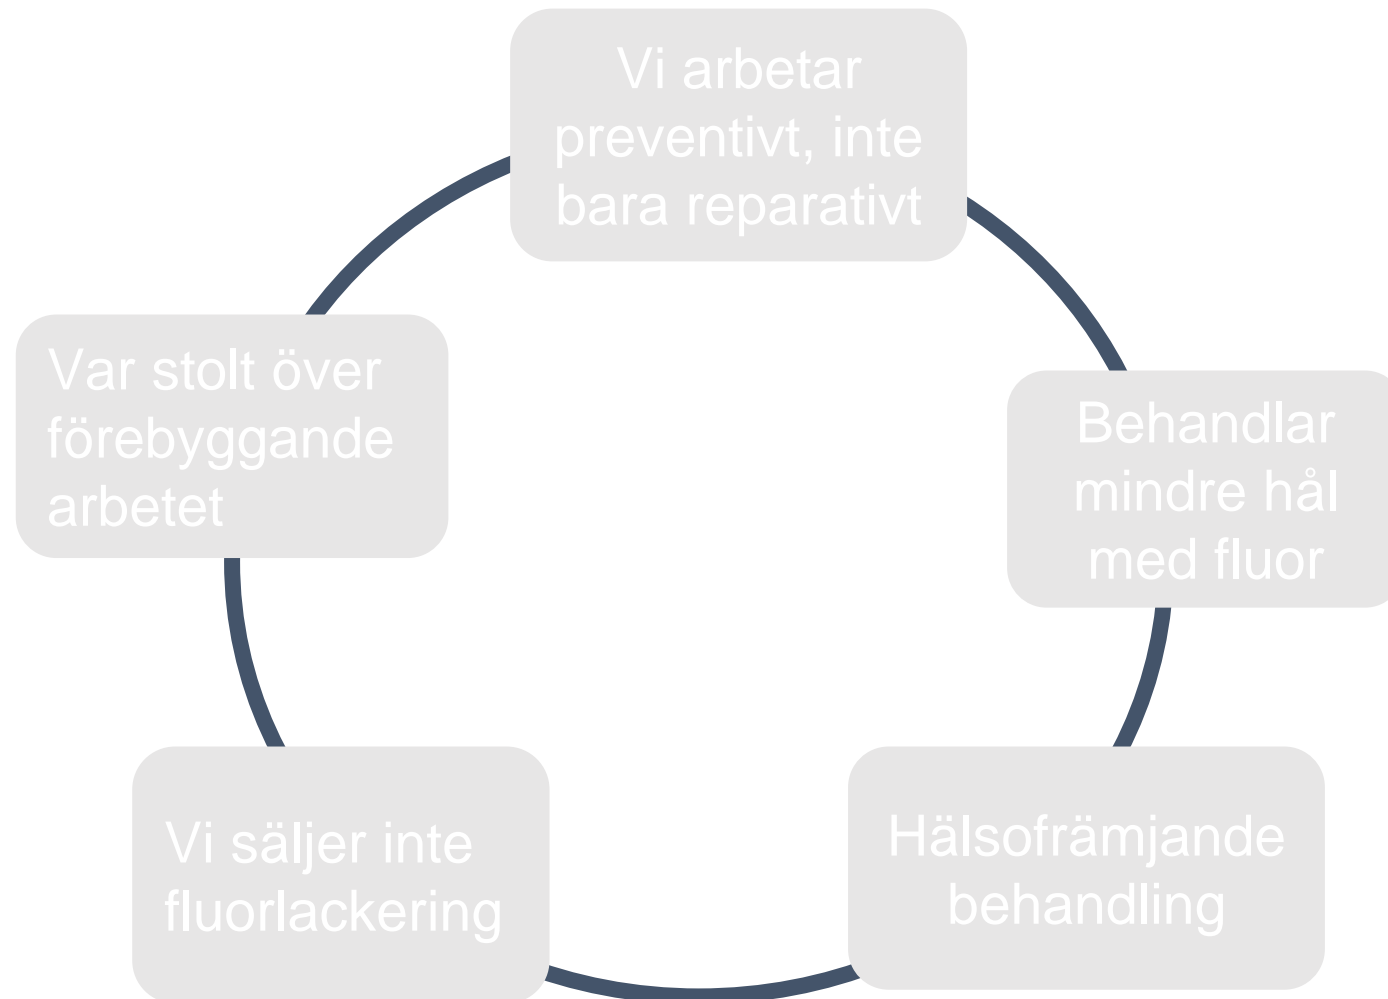 Vi arbetar
preventivt, inte
bara reparativt
Behandlar
mindre hål
med fluor
Hälsofrämjande
behandling
Vi säljer inte
fluorlackering
Var stolt över
förebyggande
arbetet